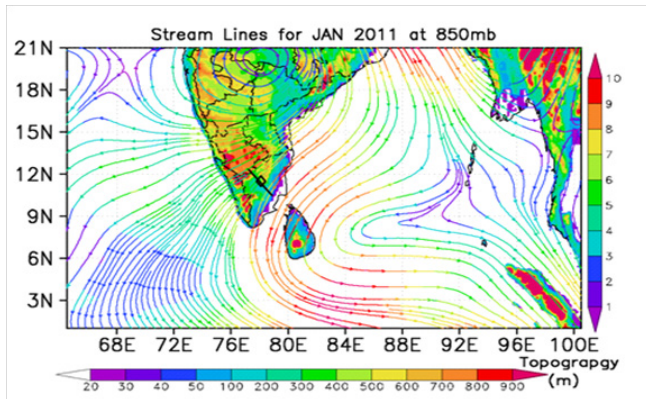 Stream Lines for JAN 2011 at 850mb
21N
18N
15N
12N
9N
6N
3N
10
9
8
7
6
5
4
3
2
1
68E 72E 76E 80E 84E 88E 92E 96E 100E
Topograpgy
(m)
20 30 40 50 100 200 300 400 500 600 700 800 900